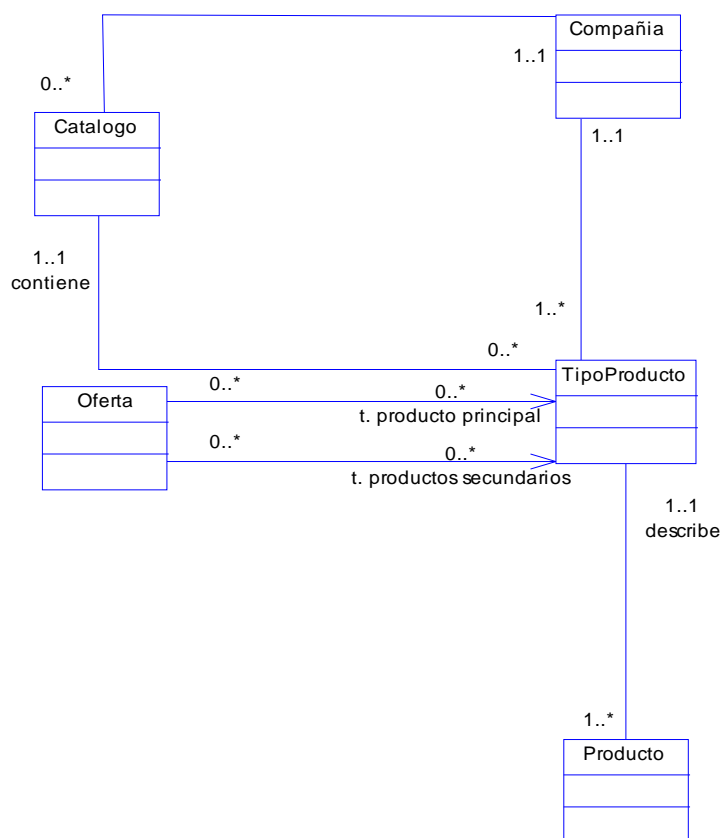 Compañia
1..1
0..*
Catalogo
1..1
1..1
contiene
1..*
0..*
TipoProducto
Oferta
0..*
0..*
t. producto principal
0..*
0..*
t. productos secundarios
1..1
describe
1..*
Producto